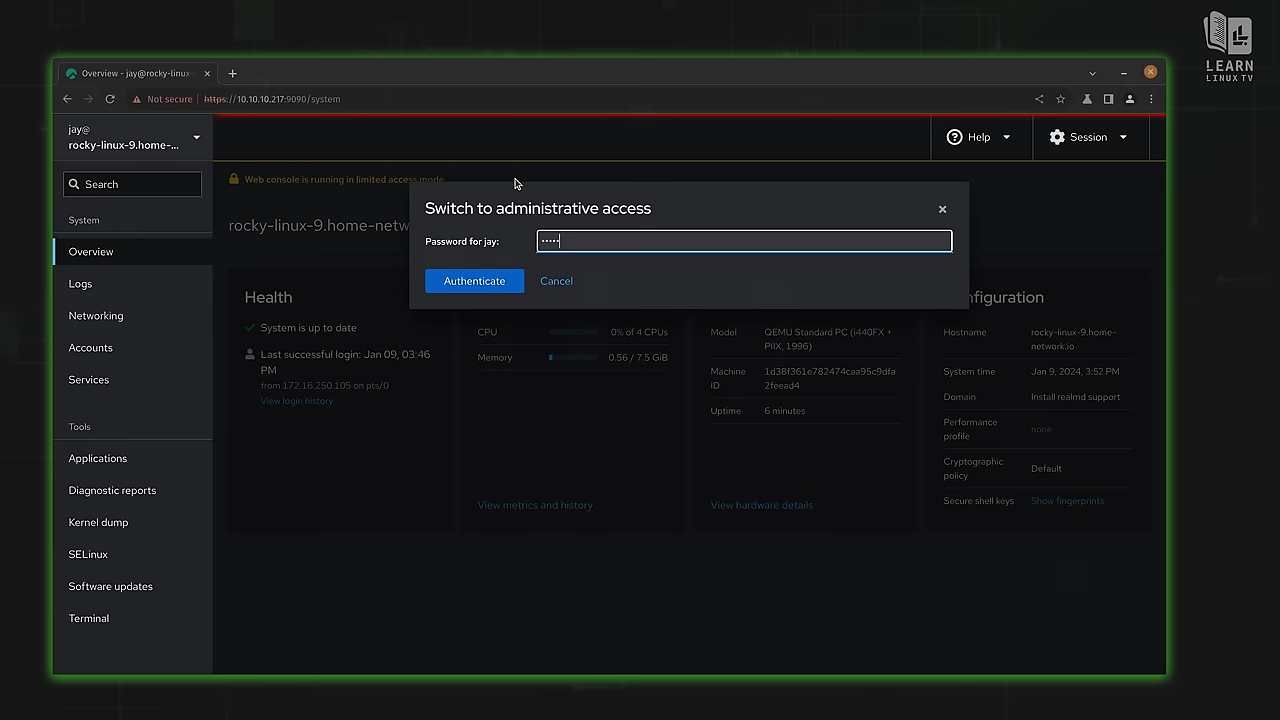 LEARN
LINUX TV
Overview - jay@rocky-linux-
Not secure https://10.10.10.217:9090/system
jay@
rocky-linux-9.home-...
Help
Session
Search
Web console is running in limited access mode.
rocky-linux-9.home-netw
Switch to administrative access
Password for jay: •••••
Authenticate
Cancel
System
Overview
Logs
Networking
Accounts
Services
Tools
Applications
Diagnostic reports
Kernel dump
SELinux
Software updates
Terminal
Health
System is up to date
Last successful login: Jan 09, 03:46
PM
from 172.16.250.105 on pts/0
View login history
CPU 0% of 4 CPUs
Memory 0.56 / 7.5 GiB
View metrics and history
Model QEMU Standard PC (i440FX +
PIIX, 1996)
Machine 1d38f361e782474caa95c9dfa
ID 2feead4
Uptime 6 minutes
View hardware details
nfiguration
Hostname rocky-linux-9.home-
network.io
System time Jan 9, 2024, 3:52 PM
Domain Install realmd support
Performance
profile none
Cryptographic
policy Default
Secure shell keys Show fingerprints